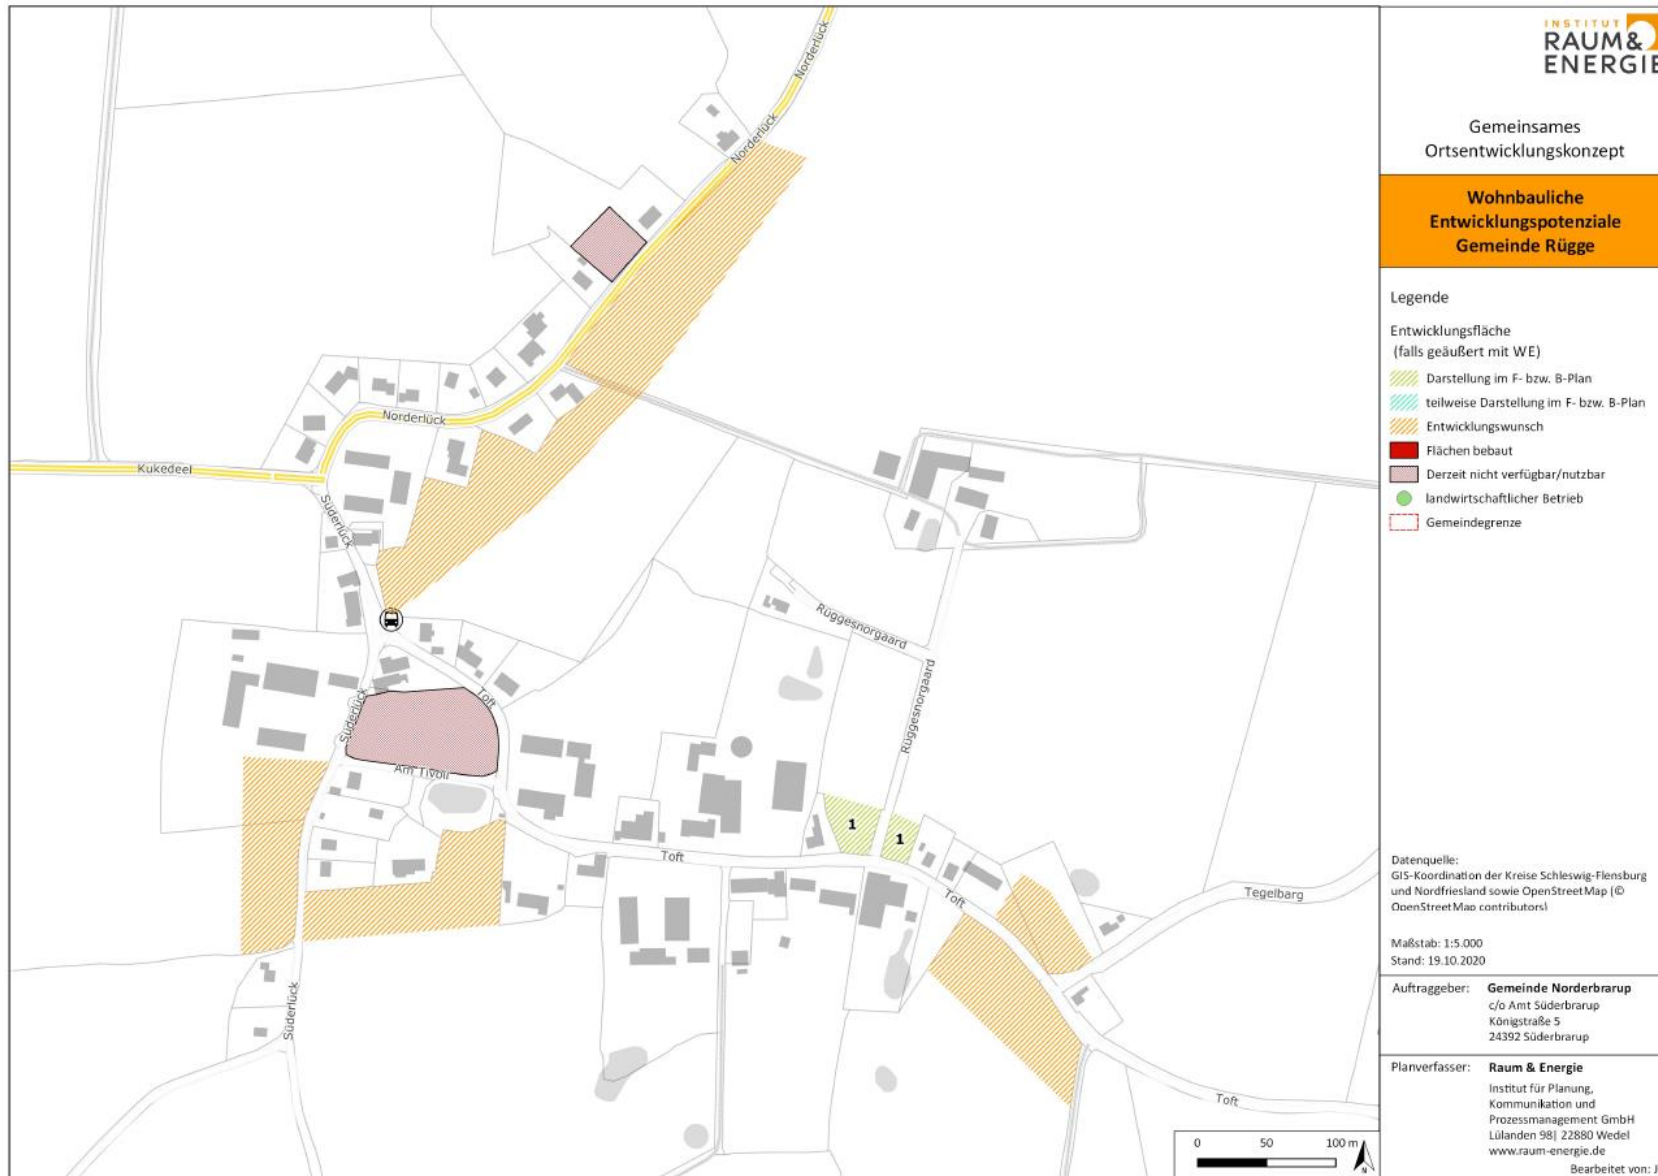 Norderlück
Norderlück
Norderlück
Kukedeel
Süderlück
Rüggesnorgaard
Rüggesnorgaard
Toft
Süderlück
Am Tivoli
1
1
Toft
Toft
Tegelbarg
Süderlück
Toft
0 50 100 m
N
INSTITUT
RAUM&
ENERGIE
Gemeinsames
Ortsentwicklungskonzept
Wohnbauliche
Entwicklungspotenziale
Gemeinde Rügge
Legende
Entwicklungsfläche
(falls geäußert mit WE)
Darstellung im F- bzw. B-Plan
teilweise Darstellung im F- bzw. B-Plan
Entwicklungswunsch
Flächen bebaut
Derzeit nicht verfügbar/nutzbar
landwirtschaftlicher Betrieb
Gemeindegrenze
Datenquelle:
GIS-Koordination der Kreise Schleswig-Flensburg
und Nordfriesland sowie OpenStreetMap (©
OpenStreetMap contributors)
Maßstab: 1:5.000
Stand: 19.10.2020
Auftraggeber: Gemeinde Norderbrarup
c/o Amt Süderbrarup
Königstraße 5
24392 Süderbrarup
Planverfasser: Raum & Energie
Institut für Planung,
Kommunikation und
Prozessmanagement GmbH
Lülanden 98| 22880 Wedel
www.raum-energie.de
Bearbeitet von: J